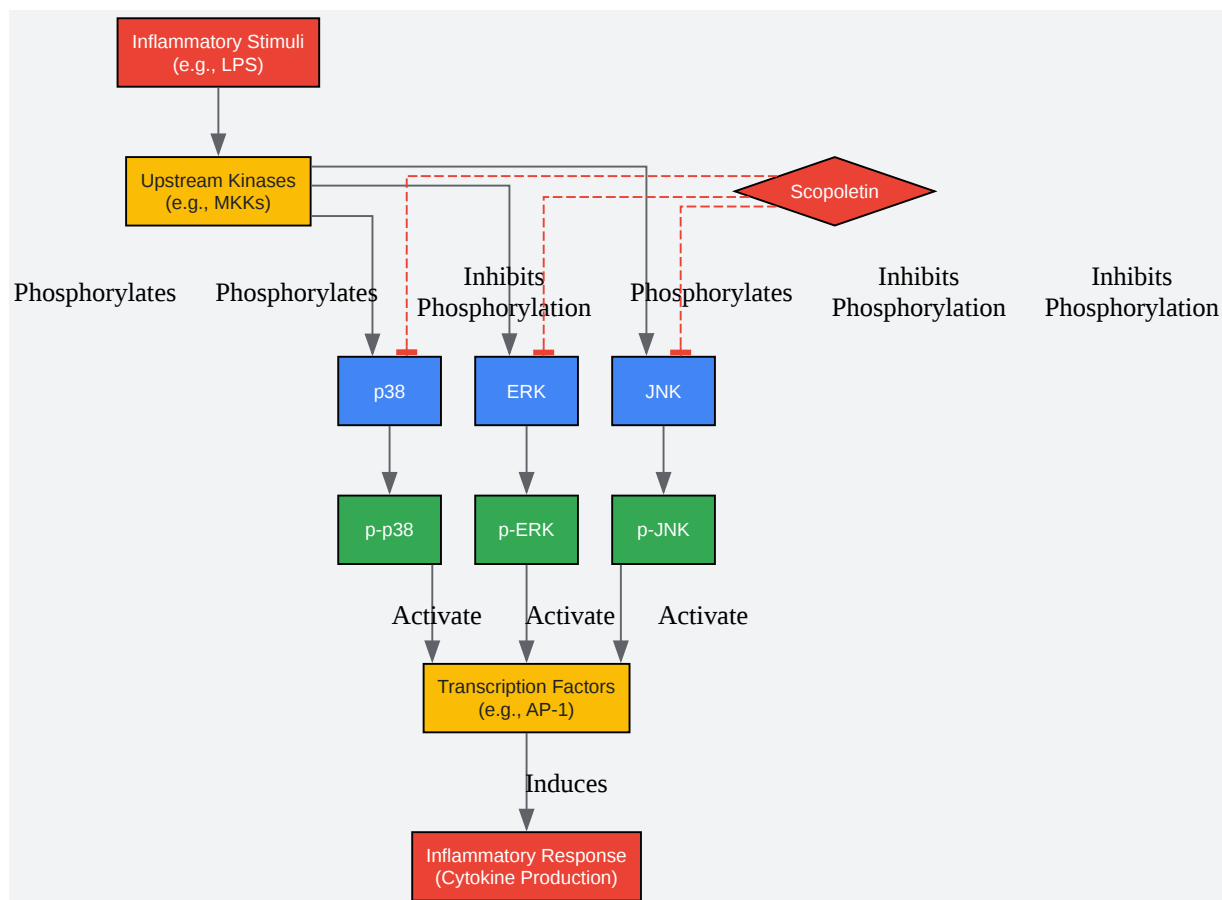 Inflammatory Stimuli
(e.g., LPS)
Upstream Kinases
(e.g., MKKs)
Scopoletin
Phosphorylates
Phosphorylates
Inhibits
Phosphorylation
Phosphorylates
Inhibits
Phosphorylation
Inhibits
Phosphorylation
p38
ERK
JNK
p-p38
p-ERK
p-JNK
Activate
Activate
Activate
Transcription Factors
(e.g., AP-1)
Induces
Inflammatory Response
(Cytokine Production)